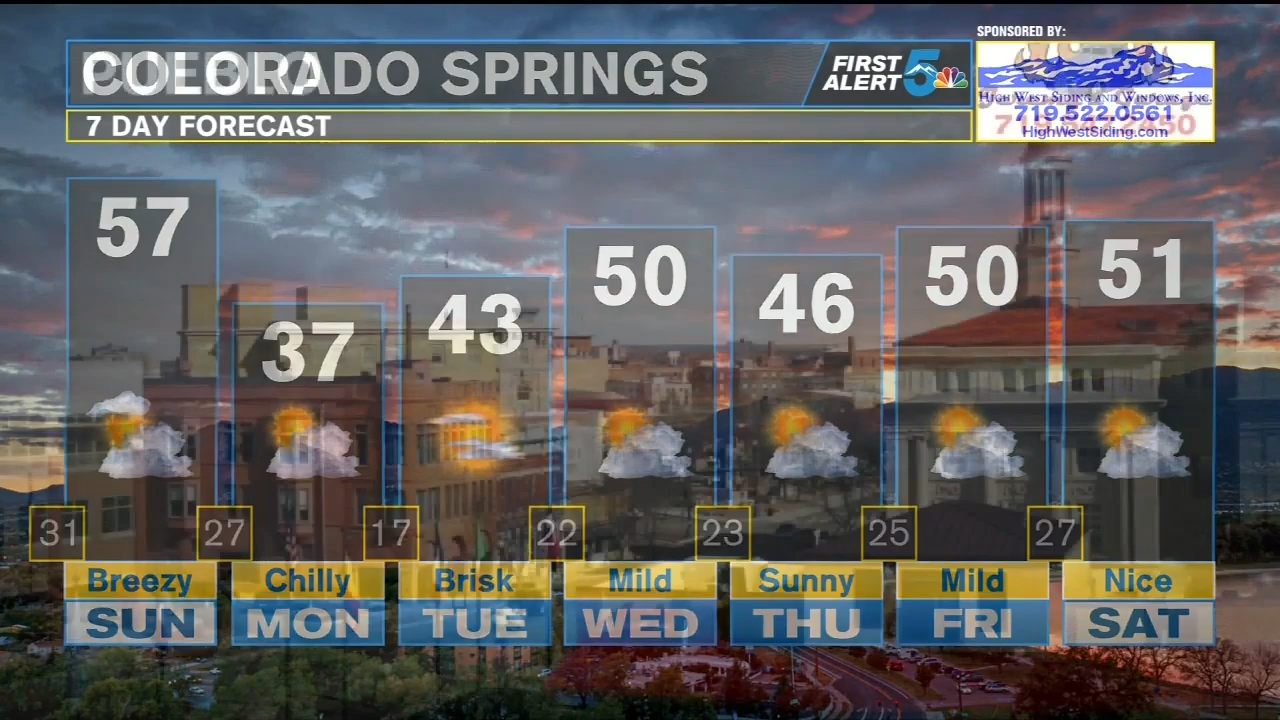 COLORADO SPRINGS
PUEBLO
FIRST ALERT 5
SPONSORED BY:
HIGH WEST SIDING AND WINDOWS, INC.
719.522.0561
HighWestSiding.com
7 DAY FORECAST
57 37 43 50 46 50 51
31 27 17 22 23 25 27
Breezy Chilly Brisk Mild Sunny Mild Nice
SUN MON TUE WED THU FRI SAT